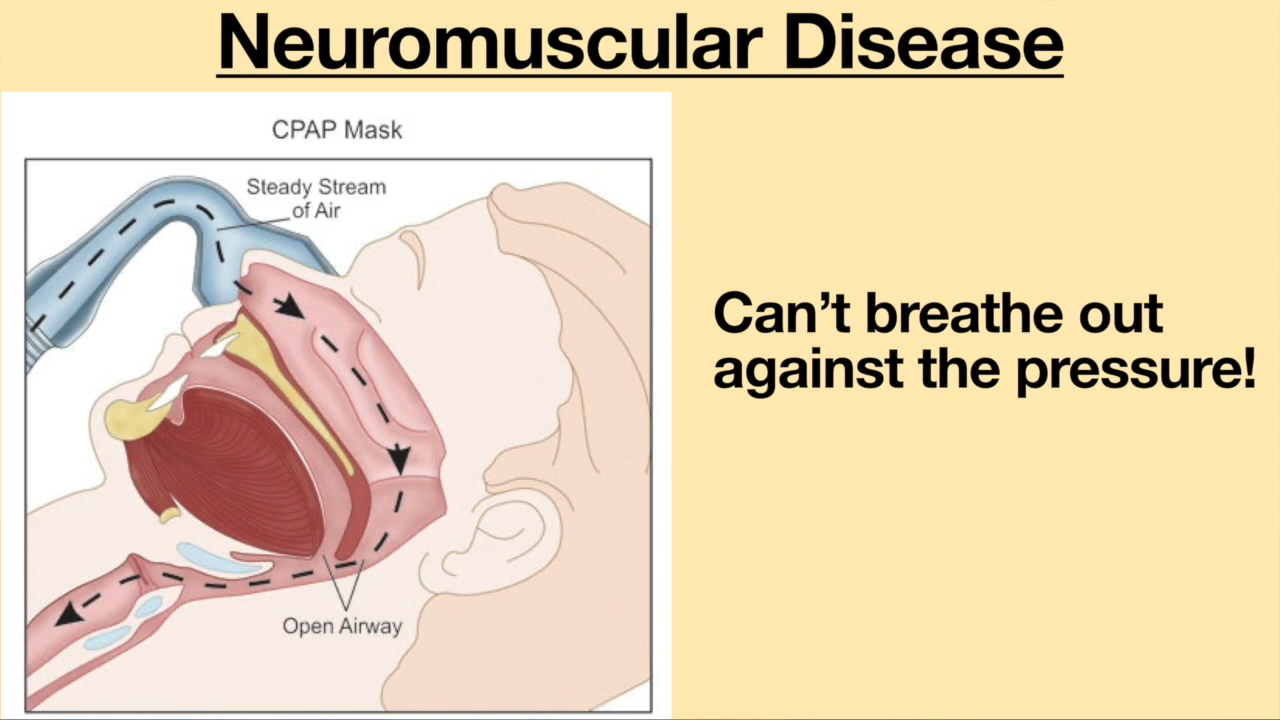 Neuromuscular Disease
CPAP Mask
Steady Stream
of Air
Open Airway
Can’t breathe out
against the pressure!